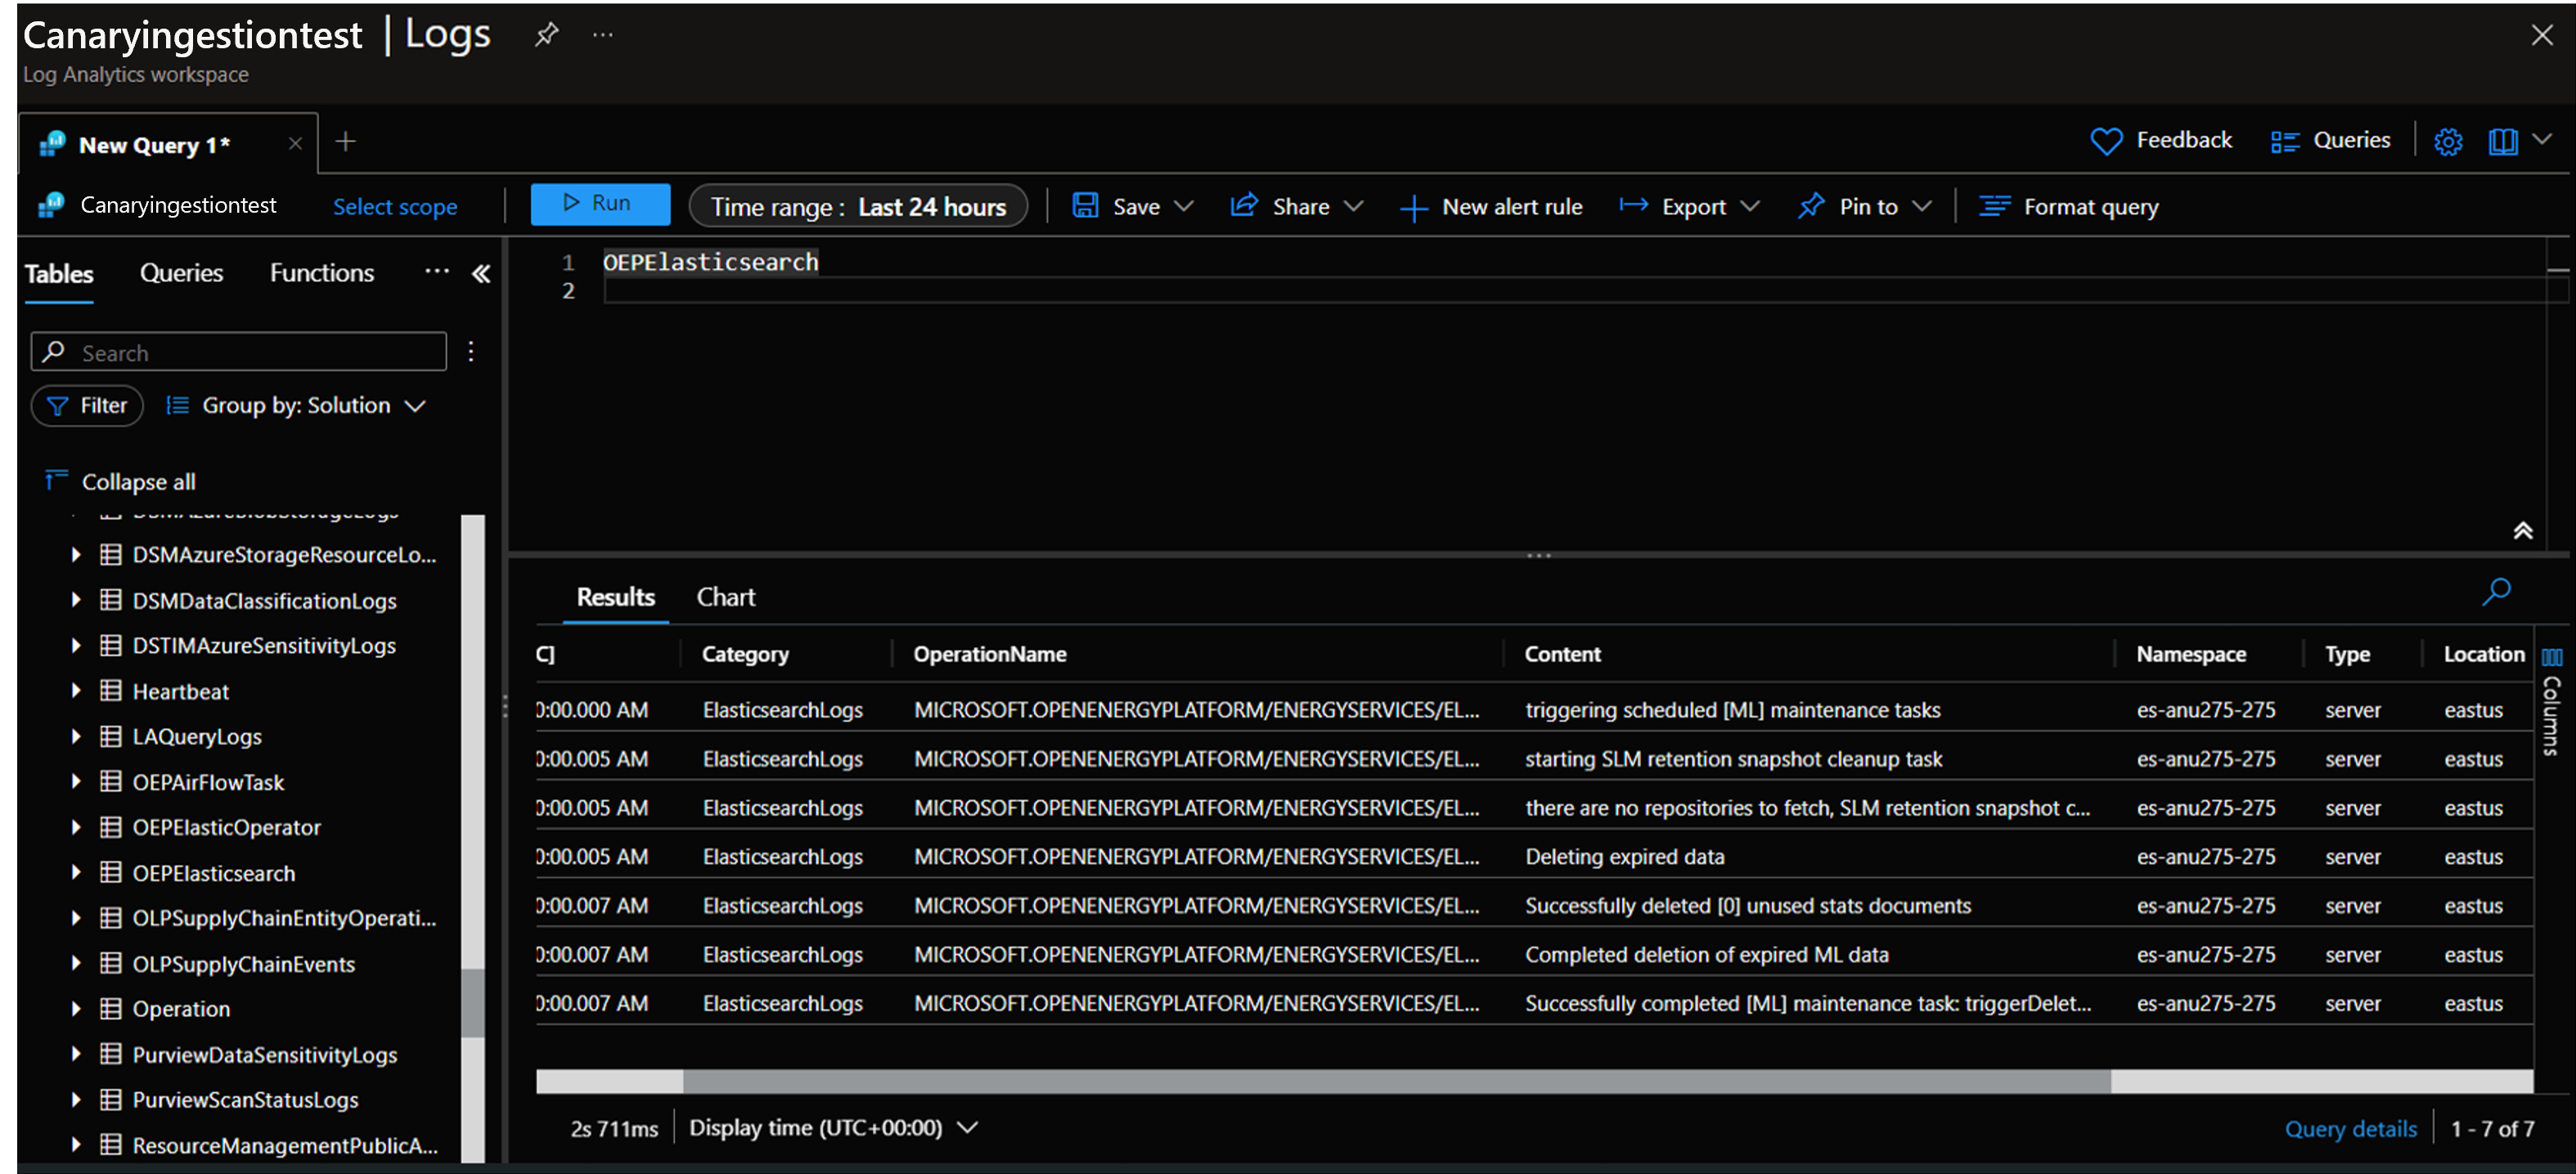 Canaryingestiontest | Logs ...
Log Analytics workspace
New Query 1*
Feedback Queries
Canaryingestiontest Select scope Run Time range : Last 24 hours Save Share New alert rule Export Pin to Format query
Tables Queries Functions ...
1 OEPElasticsearch
2
Search
Filter Group by: Solution
Collapse all
DSMAzureBlobStorageLogs
DSMAzureStorageResourceLo...
DSMDataClassificationLogs
DSTIMAzureSensitivityLogs
Heartbeat
LAQueryLogs
OEPAirFlowTask
OEPElasticOperator
OEPElasticsearch
OLPSupplyChainEntityOperati...
OLPSupplyChainEvents
Operation
PurviewDataSensitivityLogs
PurviewScanStatusLogs
ResourceManagementPublicA...
Results Chart
C] Category OperationName Content Namespace Type Location
0:00.000 AM ElasticsearchLogs MICROSOFT.OPENENERGYPLATFORM/ENERGYSERVICES/EL... triggering scheduled [ML] maintenance tasks es-anu275-275 server eastus
0:00.005 AM ElasticsearchLogs MICROSOFT.OPENENERGYPLATFORM/ENERGYSERVICES/EL... starting SLM retention snapshot cleanup task es-anu275-275 server eastus
0:00.005 AM ElasticsearchLogs MICROSOFT.OPENENERGYPLATFORM/ENERGYSERVICES/EL... there are no repositories to fetch, SLM retention snapshot c... es-anu275-275 server eastus
0:00.005 AM ElasticsearchLogs MICROSOFT.OPENENERGYPLATFORM/ENERGYSERVICES/EL... Deleting expired data es-anu275-275 server eastus
0:00.007 AM ElasticsearchLogs MICROSOFT.OPENENERGYPLATFORM/ENERGYSERVICES/EL... Successfully deleted [0] unused stats documents es-anu275-275 server eastus
0:00.007 AM ElasticsearchLogs MICROSOFT.OPENENERGYPLATFORM/ENERGYSERVICES/EL... Completed deletion of expired ML data es-anu275-275 server eastus
0:00.007 AM ElasticsearchLogs MICROSOFT.OPENENERGYPLATFORM/ENERGYSERVICES/EL... Successfully completed [ML] maintenance task: triggerDelet... es-anu275-275 server eastus
Columns
2s 711ms Display time (UTC+00:00) Query details 1 - 7 of 7